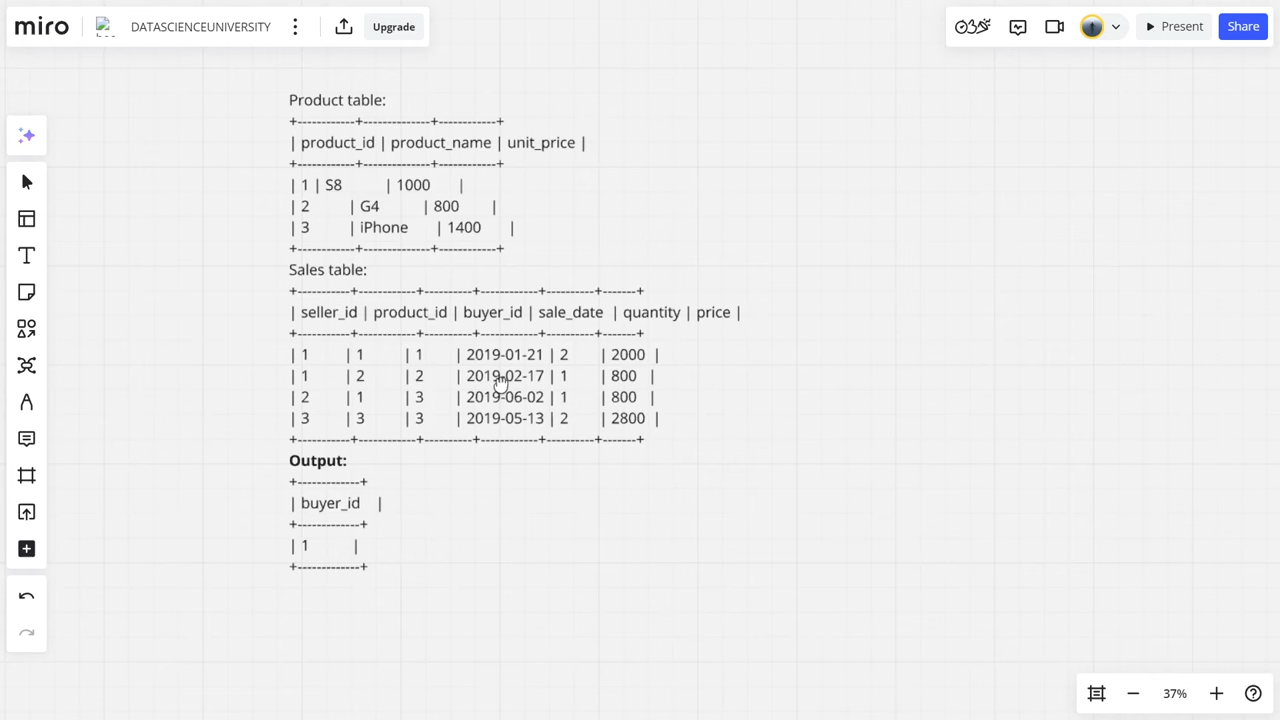 miro
DATASCIENCEUNIVERSITY
Upgrade
Present
Share
Product table:
+-----------+--------------+------------+
| product_id | product_name | unit_price |
+-----------+--------------+------------+
| 1 | S8 | 1000 |
| 2 | G4 | 800 |
| 3 | iPhone | 1400 |
+-----------+--------------+------------+
Sales table:
+-----------+------------+----------+------------+----------+-------+
| seller_id | product_id | buyer_id | sale_date | quantity | price |
+-----------+------------+----------+------------+----------+-------+
| 1 | 1 | 1 | 2019-01-21 | 2 | 2000 |
| 1 | 2 | 2 | 2019-02-17 | 1 | 800 |
| 2 | 1 | 3 | 2019-06-02 | 1 | 800 |
| 3 | 3 | 3 | 2019-05-13 | 2 | 2800 |
+-----------+------------+----------+------------+----------+-------+
Output:
+-------------+
| buyer_id |
+-------------+
| 1 |
+-------------+
37%